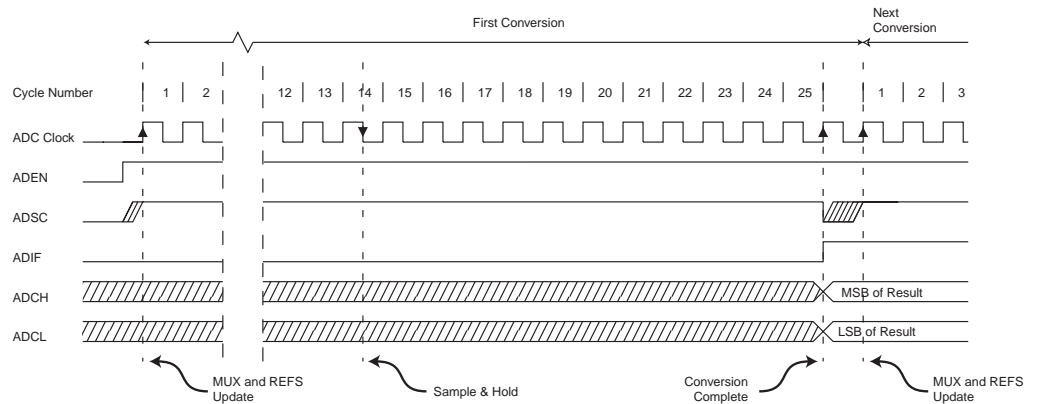 First Conversion
Next
Conversion
Cycle Number 1 2 12 13 14 15 16 17 18 19 20 21 22 23 24 25 1 2 3
ADC Clock
ADEN
ADSC
ADIF
ADCH
MSB of Result
ADCL
LSB of Result
MUX and REFS
Update
Sample & Hold
Conversion
Complete
MUX and REFS
Update